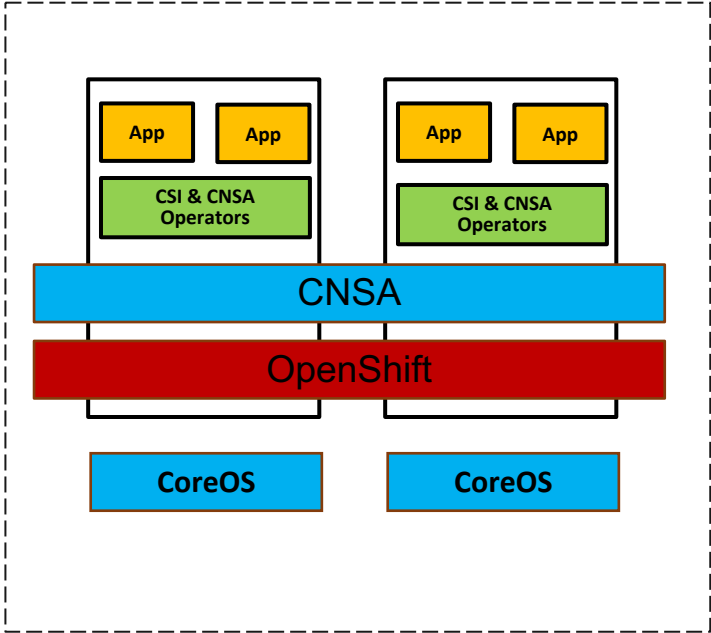 App
App
App
App
CSI & CNSA
Operators
CSI & CNSA
Operators
CNSA
OpenShift
CoreOS
CoreOS